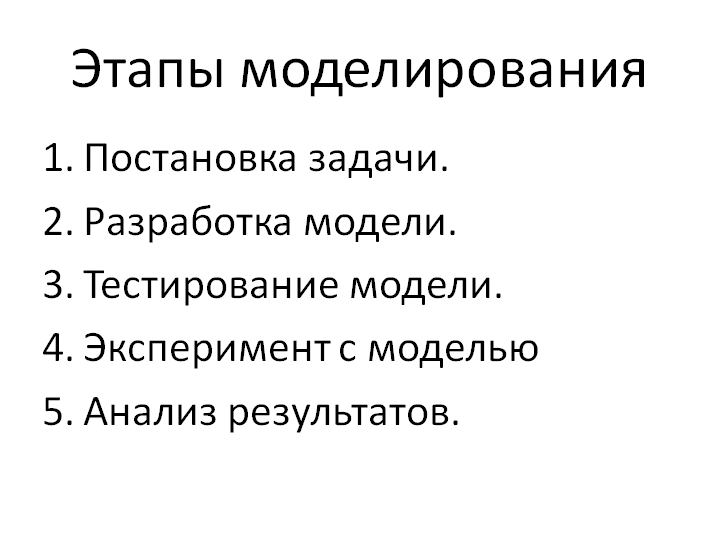 Этапы моделирования
1. Постановка задачи.
2. Разработка модели.
3. Тестирование модели.
4. Эксперимент с моделью
5. Анализ результатов.